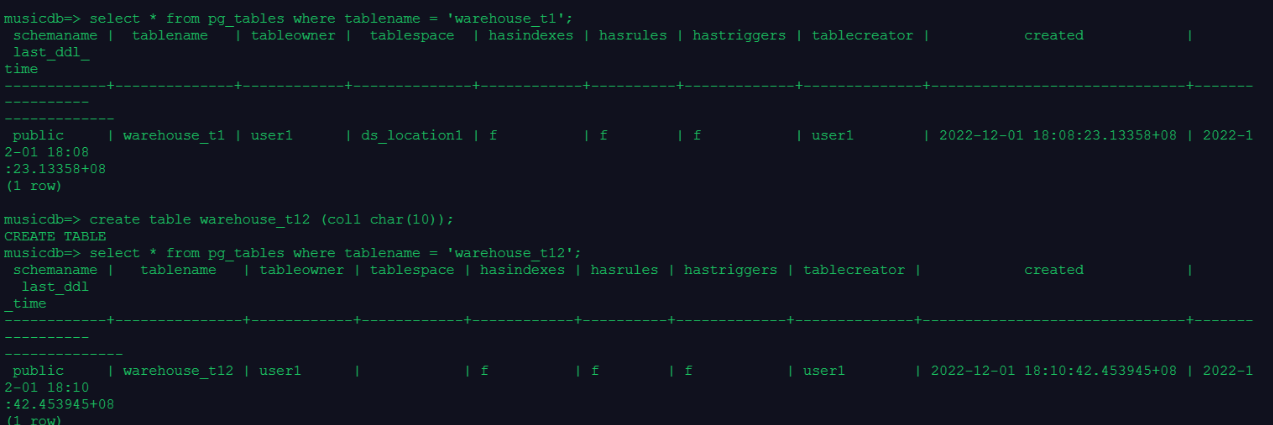 musicdb=> select * from pg_tables where tablename = 'warehouse_t1';
 schemaname |  tablename   | tableowner |  tablespace  | hasindexes | hasrules | hastriggers | tablecreator |           created            |
 last_ddl_
time
------------+--------------+------------+--------------+------------+----------+-------------+--------------+------------------------------+-------
----------
-------------
 public     | warehouse_t1 | user1      | ds_location1 | f          | f        | f           | user1        | 2022-12-01 18:08:23.13358+08 | 2022-1
2-01 18:08
:23.13358+08
(1 row)
musicdb=> create table warehouse_t12 (col1 char(10));
CREATE TABLE
musicdb=> select * from pg_tables where tablename = 'warehouse_t12';
 schemaname |   tablename   | tableowner | tablespace | hasindexes | hasrules | hastriggers | tablecreator |            created            |
  last_ddl
_time
------------+---------------+------------+------------+------------+----------+-------------+--------------+-------------------------------+-------
----------
--------------
 public     | warehouse_t12 | user1      |            | f          | f        | f           | user1        | 2022-12-01 18:10:42.453945+08 | 2022-1
2-01 18:10
:42.453945+08
(1 row)